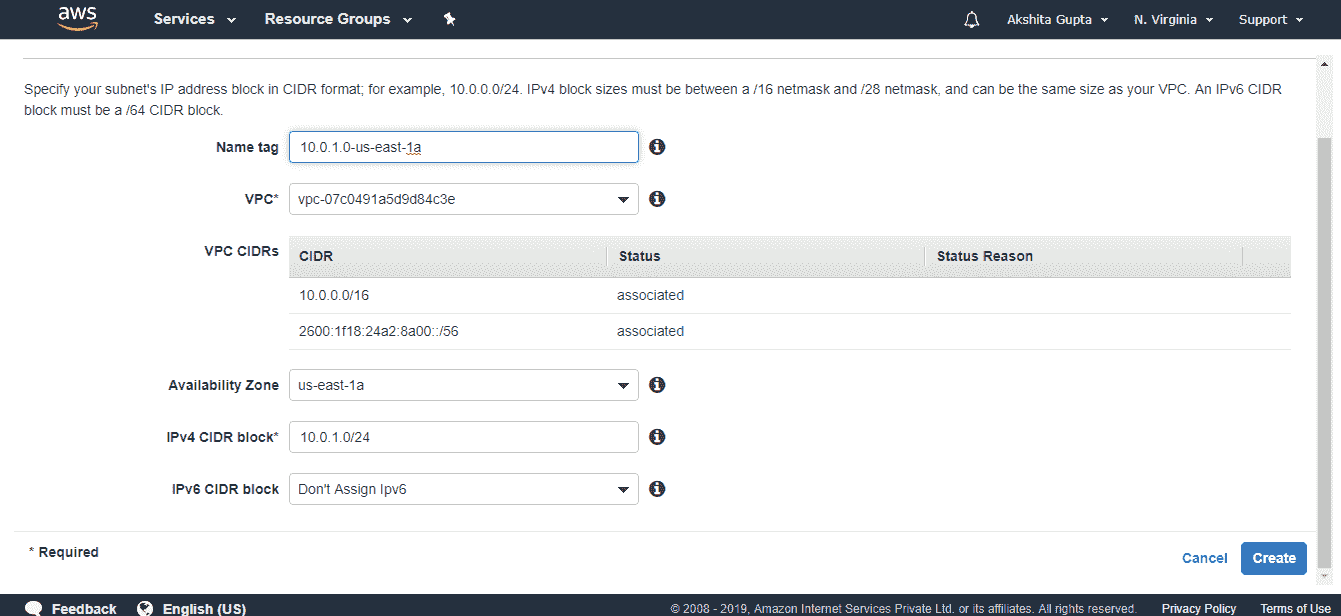 aws Services Resource Groups Akshita Gupta N. Virginia Support
Specify your subnet's IP address block in CIDR format; for example, 10.0.0.0/24. IPv4 block sizes must be between a /16 netmask and /28 netmask, and can be the same size as your VPC. An IPv6 CIDR
block must be a /64 CIDR block.
Name tag 10.0.1.0-us-east-1a
VPC* vpc-07c0491a5d9d84c3e
VPC CIDRs CIDR Status Status Reason
10.0.0.0/16 associated
2600:1f18:24a2:8a00::/56 associated
Availability Zone us-east-1a
IPv4 CIDR block* 10.0.1.0/24
IPv6 CIDR block Don't Assign Ipv6
* Required Cancel Create
Feedback English (US) © 2008 - 2019, Amazon Internet Services Private Ltd. or its affiliates. All rights reserved. Privacy Policy Terms of Use